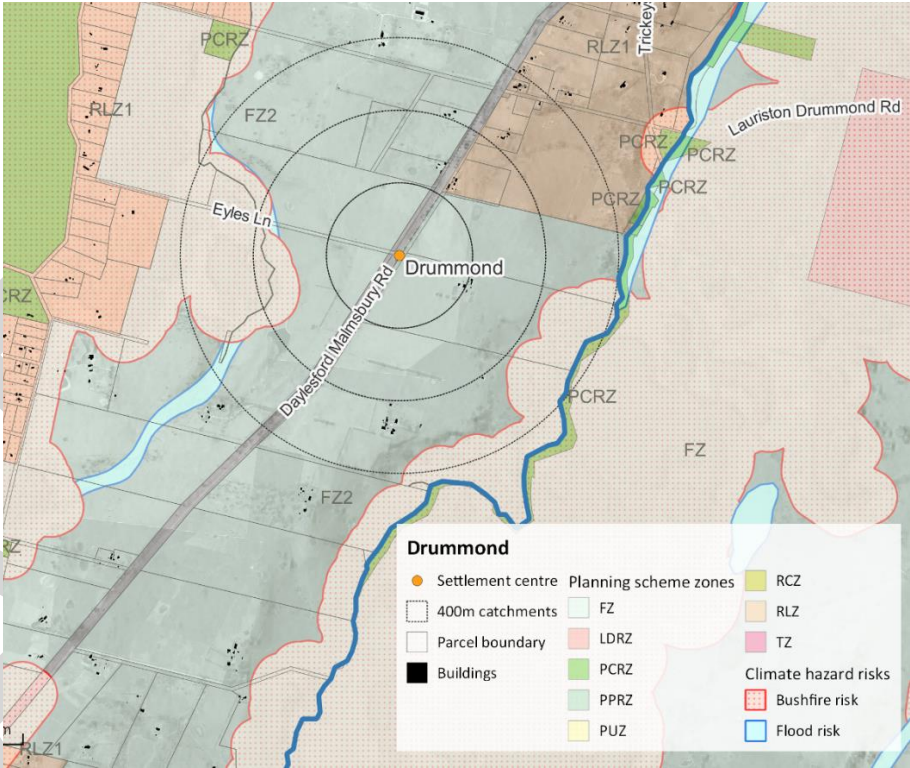 PCRZ
RLZ1
Trickey
RLZ1
FZ2
Lauriston Drummond Rd
PCRZ
PCRZ
PCRZ
PCRZ
Eyles Ln
Drummond
CRZ
Daylesford Malmsbury Rd
PCRZ
FZ
FZ2
RZ
m
RLZ1
Drummond
Settlement centre
400m catchments
Parcel boundary
Buildings
Planning scheme zones
FZ
LDRZ
PCRZ
PPRZ
PUZ
RCZ
RLZ
TZ
Climate hazard risks
Bushfire risk
Flood risk